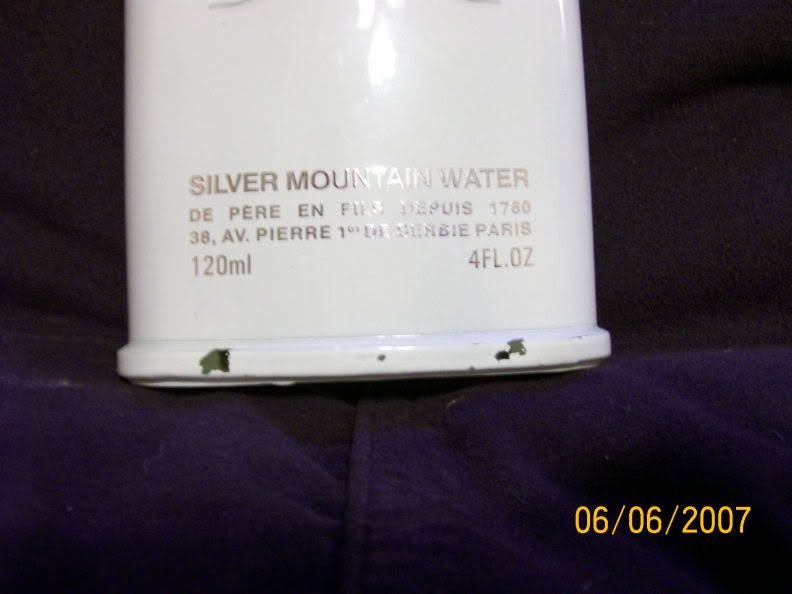 SILVER MOUNTAIN WATER
DE PÈRE EN FILS DEPUIS 1760
38, AV. PIERRE 1er DE SERBIE PARIS
120ml 4FL.OZ
06/06/2007